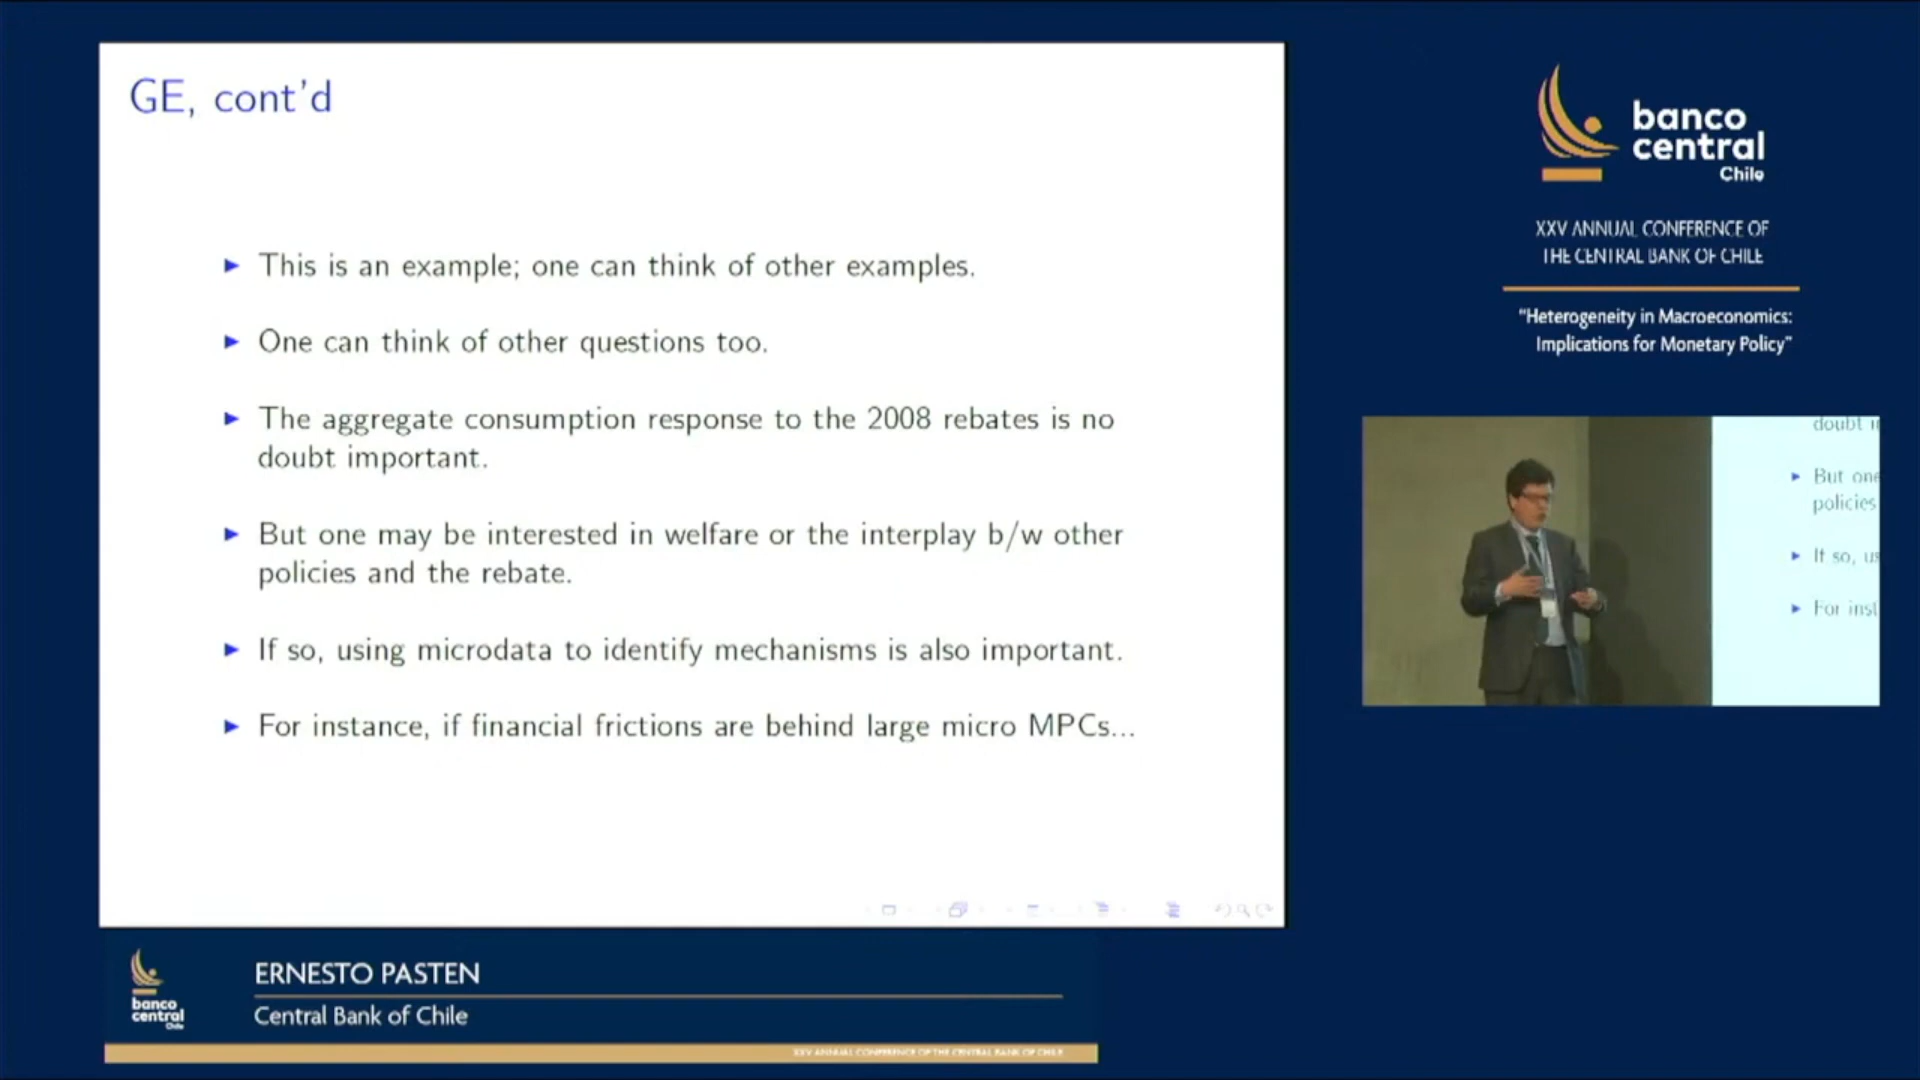 GE, cont'd
This is an example; one can think of other examples.
One can think of other questions too.
The aggregate consumption response to the 2008 rebates is no
doubt important.
But one may be interested in welfare or the interplay b/w other
policies and the rebate.
If so, using microdata to identify mechanisms is also important.
For instance, if financial frictions are behind large micro MPCs...
banco
central
Chile
XXV ANNUAL CONFERENCE OF
THE CENTRAL BANK OF CHILE
"Heterogeneity in Macroeconomics:
Implications for Monetary Policy"
doubt
But one
policies
If so, us
For inst
banco
central
Chile
ERNESTO PASTEN
Central Bank of Chile
XXV ANNUAL CONFERENCE OF THE CENTRAL BANK OF CHILE